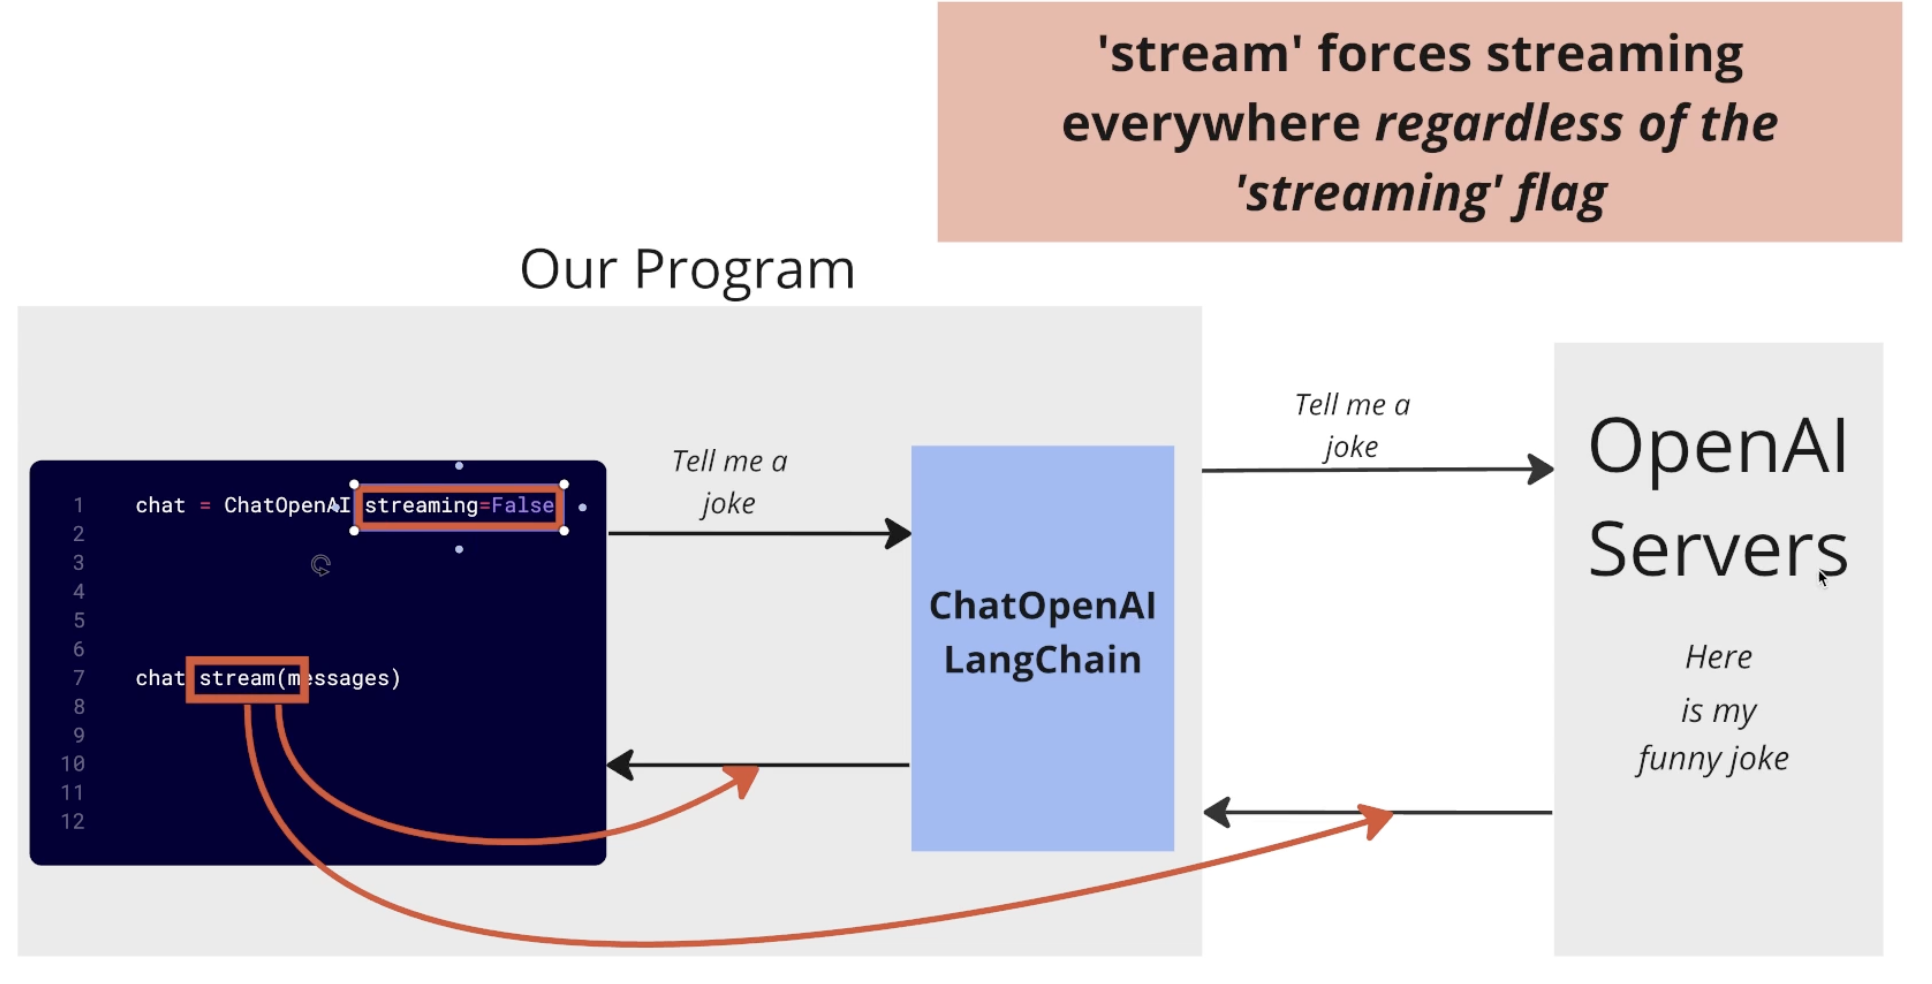 'stream' forces streaming
everywhere regardless of the
'streaming' flag
Our Program
1 chat = ChatOpenAI streaming=False
2
3
4
5
6
7 chat stream(messages)
8
9
10
11
12
Tell me a
joke
ChatOpenAI
LangChain
Tell me a
joke
OpenAI
Servers
Here
is my
funny joke